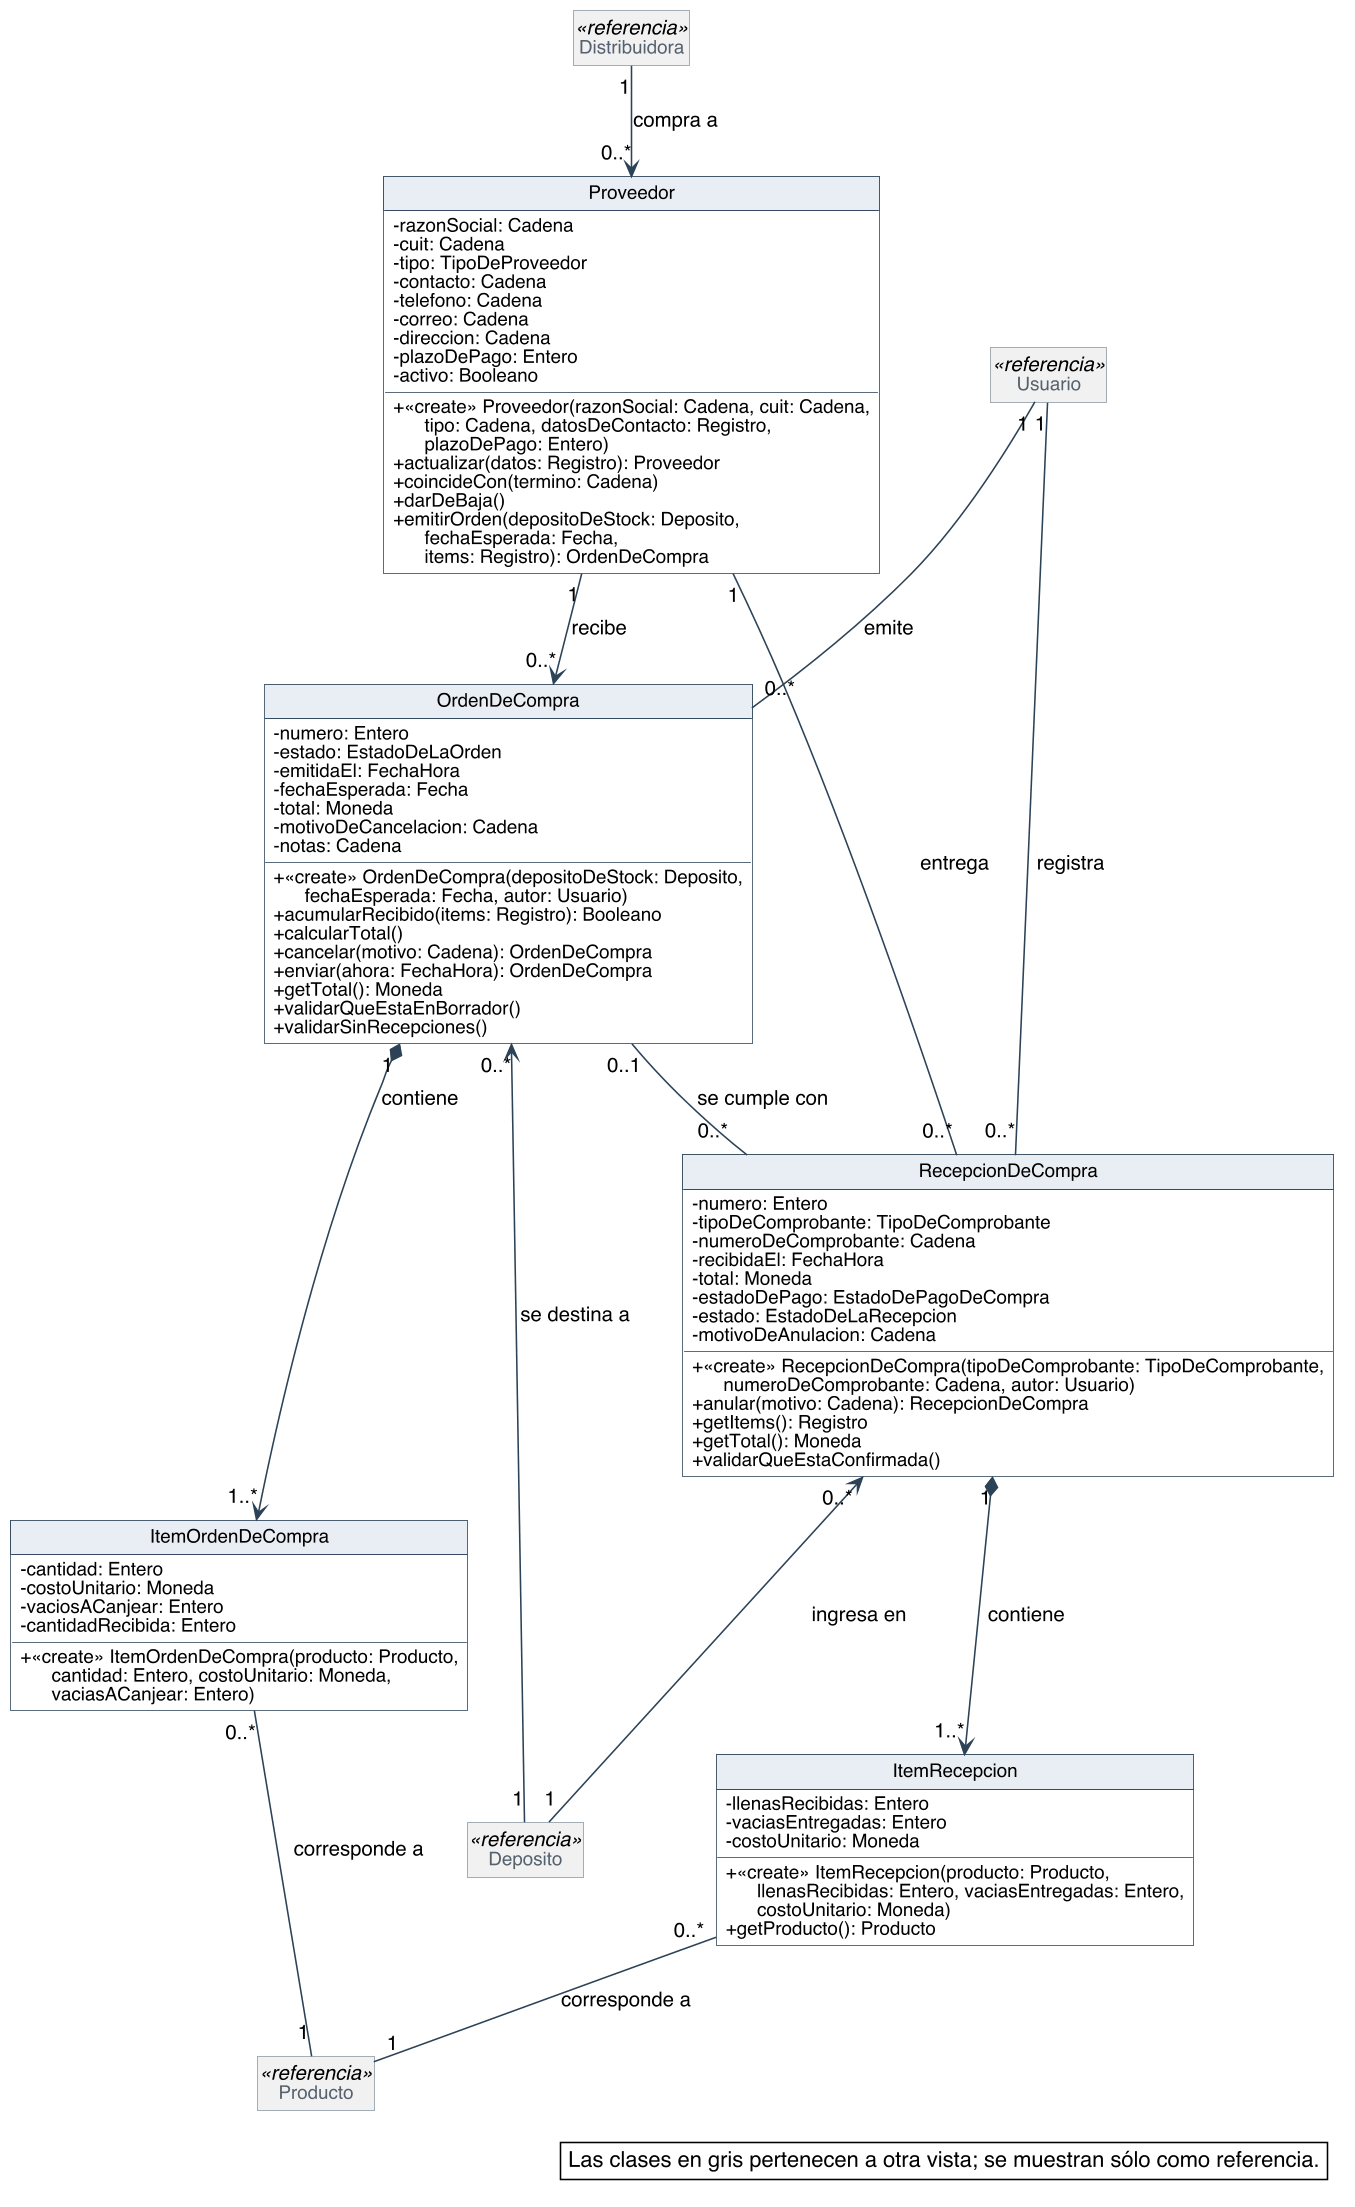 «referencia»
Distribuidora
1
compra a
0..*
Proveedor
-razonSocial: Cadena
-cuit: Cadena
-tipo: TipoDeProveedor
-contacto: Cadena
-telefono: Cadena
-correo: Cadena
-direccion: Cadena
-plazoDePago: Entero
-activo: Booleano
+«create» Proveedor(razonSocial: Cadena, cuit: Cadena,
tipo: Cadena, datosDeContacto: Registro,
plazoDePago: Entero)
+actualizar(datos: Registro): Proveedor
+coincideCon(termino: Cadena)
+darDeBaja()
+emitirOrden(depositoDeStock: Deposito,
fechaEsperada: Fecha,
items: Registro): OrdenDeCompra
«referencia»
Usuario
1 1
1
1
recibe
emite
0..*
0..*
OrdenDeCompra
-numero: Entero
-estado: EstadoDeLaOrden
-emitidaEl: FechaHora
-fechaEsperada: Fecha
-total: Moneda
-motivoDeCancelacion: Cadena
-notas: Cadena
+«create» OrdenDeCompra(depositoDeStock: Deposito,
fechaEsperada: Fecha, autor: Usuario)
+acumularRecibido(items: Registro): Booleano
+calcularTotal()
+cancelar(motivo: Cadena): OrdenDeCompra
+enviar(ahora: FechaHora): OrdenDeCompra
+getTotal(): Moneda
+validarQueEstaEnBorrador()
+validarSinRecepciones()
entrega
registra
1
0..*
0..1
contiene
se cumple con
0..*
0..*
0..*
RecepcionDeCompra
-numero: Entero
-tipoDeComprobante: TipoDeComprobante
-numeroDeComprobante: Cadena
-recibidaEl: FechaHora
-total: Moneda
-estadoDePago: EstadoDePagoDeCompra
-estado: EstadoDeLaRecepcion
-motivoDeAnulacion: Cadena
+«create» RecepcionDeCompra(tipoDeComprobante: TipoDeComprobante,
numeroDeComprobante: Cadena, autor: Usuario)
+anular(motivo: Cadena): RecepcionDeCompra
+getItems(): Registro
+getTotal(): Moneda
+validarQueEstaConfirmada()
se destina a
1..*
0..*
1
ItemOrdenDeCompra
-cantidad: Entero
-costoUnitario: Moneda
-vaciosACanjear: Entero
-cantidadRecibida: Entero
+«create» ItemOrdenDeCompra(producto: Producto,
cantidad: Entero, costoUnitario: Moneda,
vaciasACanjear: Entero)
ingresa en
contiene
0..*
1..*
1
1
corresponde a
«referencia»
Deposito
ItemRecepcion
-llenasRecibidas: Entero
-vaciasEntregadas: Entero
-costoUnitario: Moneda
+«create» ItemRecepcion(producto: Producto,
llenasRecibidas: Entero, vaciasEntregadas: Entero,
costoUnitario: Moneda)
+getProducto(): Producto
0..*
corresponde a
1
1
«referencia»
Producto
Las clases en gris pertenecen a otra vista; se muestran sólo como referencia.